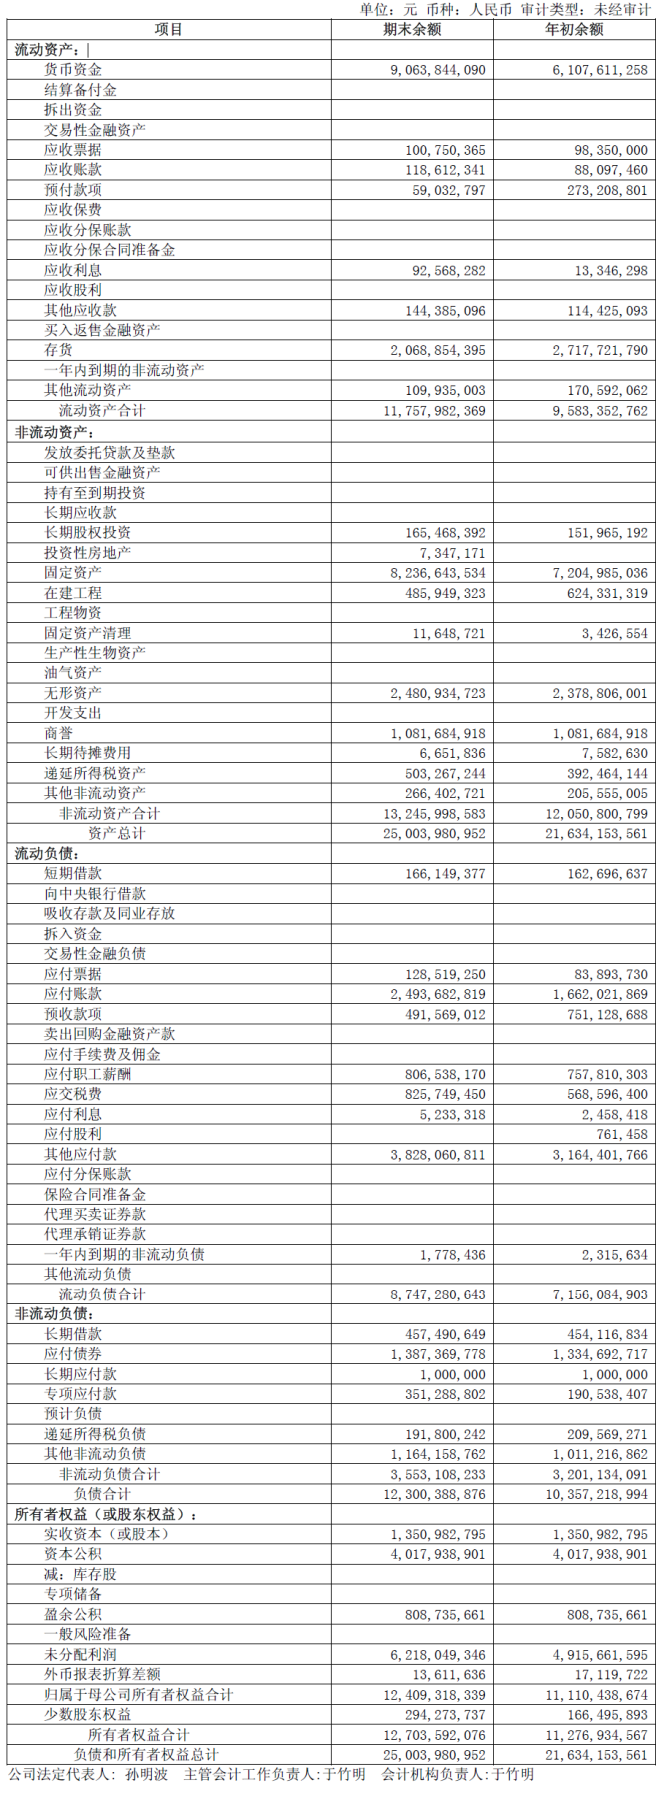 单位：元 币种：人民币 审计类型：未经审计
项目 期末余额 年初余额
流动资产：
货币资金 9,063,844,090 6,107,611,258
结算备付金
拆出资金
交易性金融资产
应收票据 100,750,365 98,350,000
应收账款 118,612,341 88,097,460
预付款项 59,032,797 273,208,801
应收保费
应收分保账款
应收分保合同准备金
应收利息 92,568,282 13,346,298
应收股利
其他应收款 144,385,096 114,425,093
买入返售金融资产
存货 2,068,854,395 2,717,721,790
一年内到期的非流动资产
其他流动资产 109,935,003 170,592,062
流动资产合计 11,757,982,369 9,583,352,762
非流动资产：
发放委托贷款及垫款
可供出售金融资产
持有至到期投资
长期应收款
长期股权投资 165,468,392 151,965,192
投资性房地产 7,347,171
固定资产 8,236,643,534 7,204,985,036
在建工程 485,949,323 624,331,319
工程物资
固定资产清理 11,648,721 3,426,554
生产性生物资产
油气资产
无形资产 2,480,934,723 2,378,806,001
开发支出
商誉 1,081,684,918 1,081,684,918
长期待摊费用 6,651,836 7,582,630
递延所得税资产 503,267,244 392,464,144
其他非流动资产 266,402,721 205,555,005
非流动资产合计 13,245,998,583 12,050,800,799
资产总计 25,003,980,952 21,634,153,561
流动负债：
短期借款 166,149,377 162,696,637
向中央银行借款
吸收存款及同业存放
拆入资金
交易性金融负债
应付票据 128,519,250 83,893,730
应付账款 2,493,682,819 1,662,021,869
预收款项 491,569,012 751,128,688
卖出回购金融资产款
应付手续费及佣金
应付职工薪酬 806,538,170 757,810,303
应交税费 825,749,450 568,596,400
应付利息 5,233,318 2,458,418
应付股利 761,458
其他应付款 3,828,060,811 3,164,401,766
应付分保账款
保险合同准备金
代理买卖证券款
代理承销证券款
一年内到期的非流动负债 1,778,436 2,315,634
其他流动负债
流动负债合计 8,747,280,643 7,156,084,903
非流动负债：
长期借款 457,490,649 454,116,834
应付债券 1,387,369,778 1,334,692,717
长期应付款 1,000,000 1,000,000
专项应付款 351,288,802 190,538,407
预计负债
递延所得税负债 191,800,242 209,569,271
其他非流动负债 1,164,158,762 1,011,216,862
非流动负债合计 3,553,108,233 3,201,134,091
负债合计 12,300,388,876 10,357,218,994
所有者权益（或股东权益）：
实收资本（或股本） 1,350,982,795 1,350,982,795
资本公积 4,017,938,901 4,017,938,901
减：库存股
专项储备
盈余公积 808,735,661 808,735,661
一般风险准备
未分配利润 6,218,049,346 4,915,661,595
外币报表折算差额 13,611,636 17,119,722
归属于母公司所有者权益合计 12,409,318,339 11,110,438,674
少数股东权益 294,273,737 166,495,893
所有者权益合计 12,703,592,076 11,276,934,567
负债和所有者权益总计 25,003,980,952 21,634,153,561
公司法定代表人：孙明波 主管会计工作负责人:于竹明 会计机构负责人:于竹明